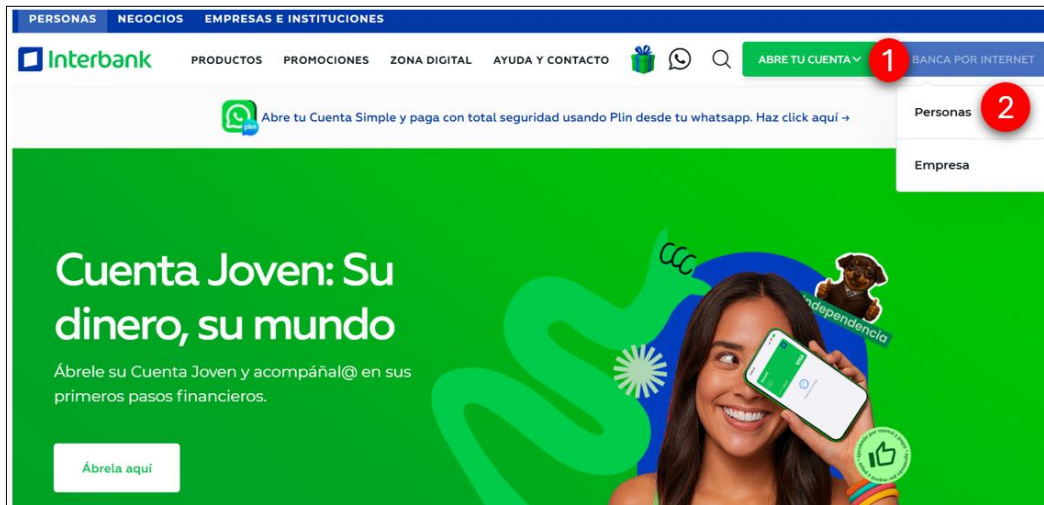 PERSONAS NEGOCIOS EMPRESAS E INSTITUCIONES
Interbank PRODUCTOS PROMOCIONES ZONA DIGITAL AYUDA Y CONTACTO ABRE TU CUENTA 1 BANCA POR INTERNET
Abre tu Cuenta Simple y paga con total seguridad usando Plin desde tu whatsapp. Haz click aquí →
plin
Personas 2
Empresa
Cuenta Joven: Su
dinero, su mundo
Ábrele su Cuenta Joven y acompáñal@ en sus
primeros pasos financieros.
Ábrela aquí
independencia
VISA